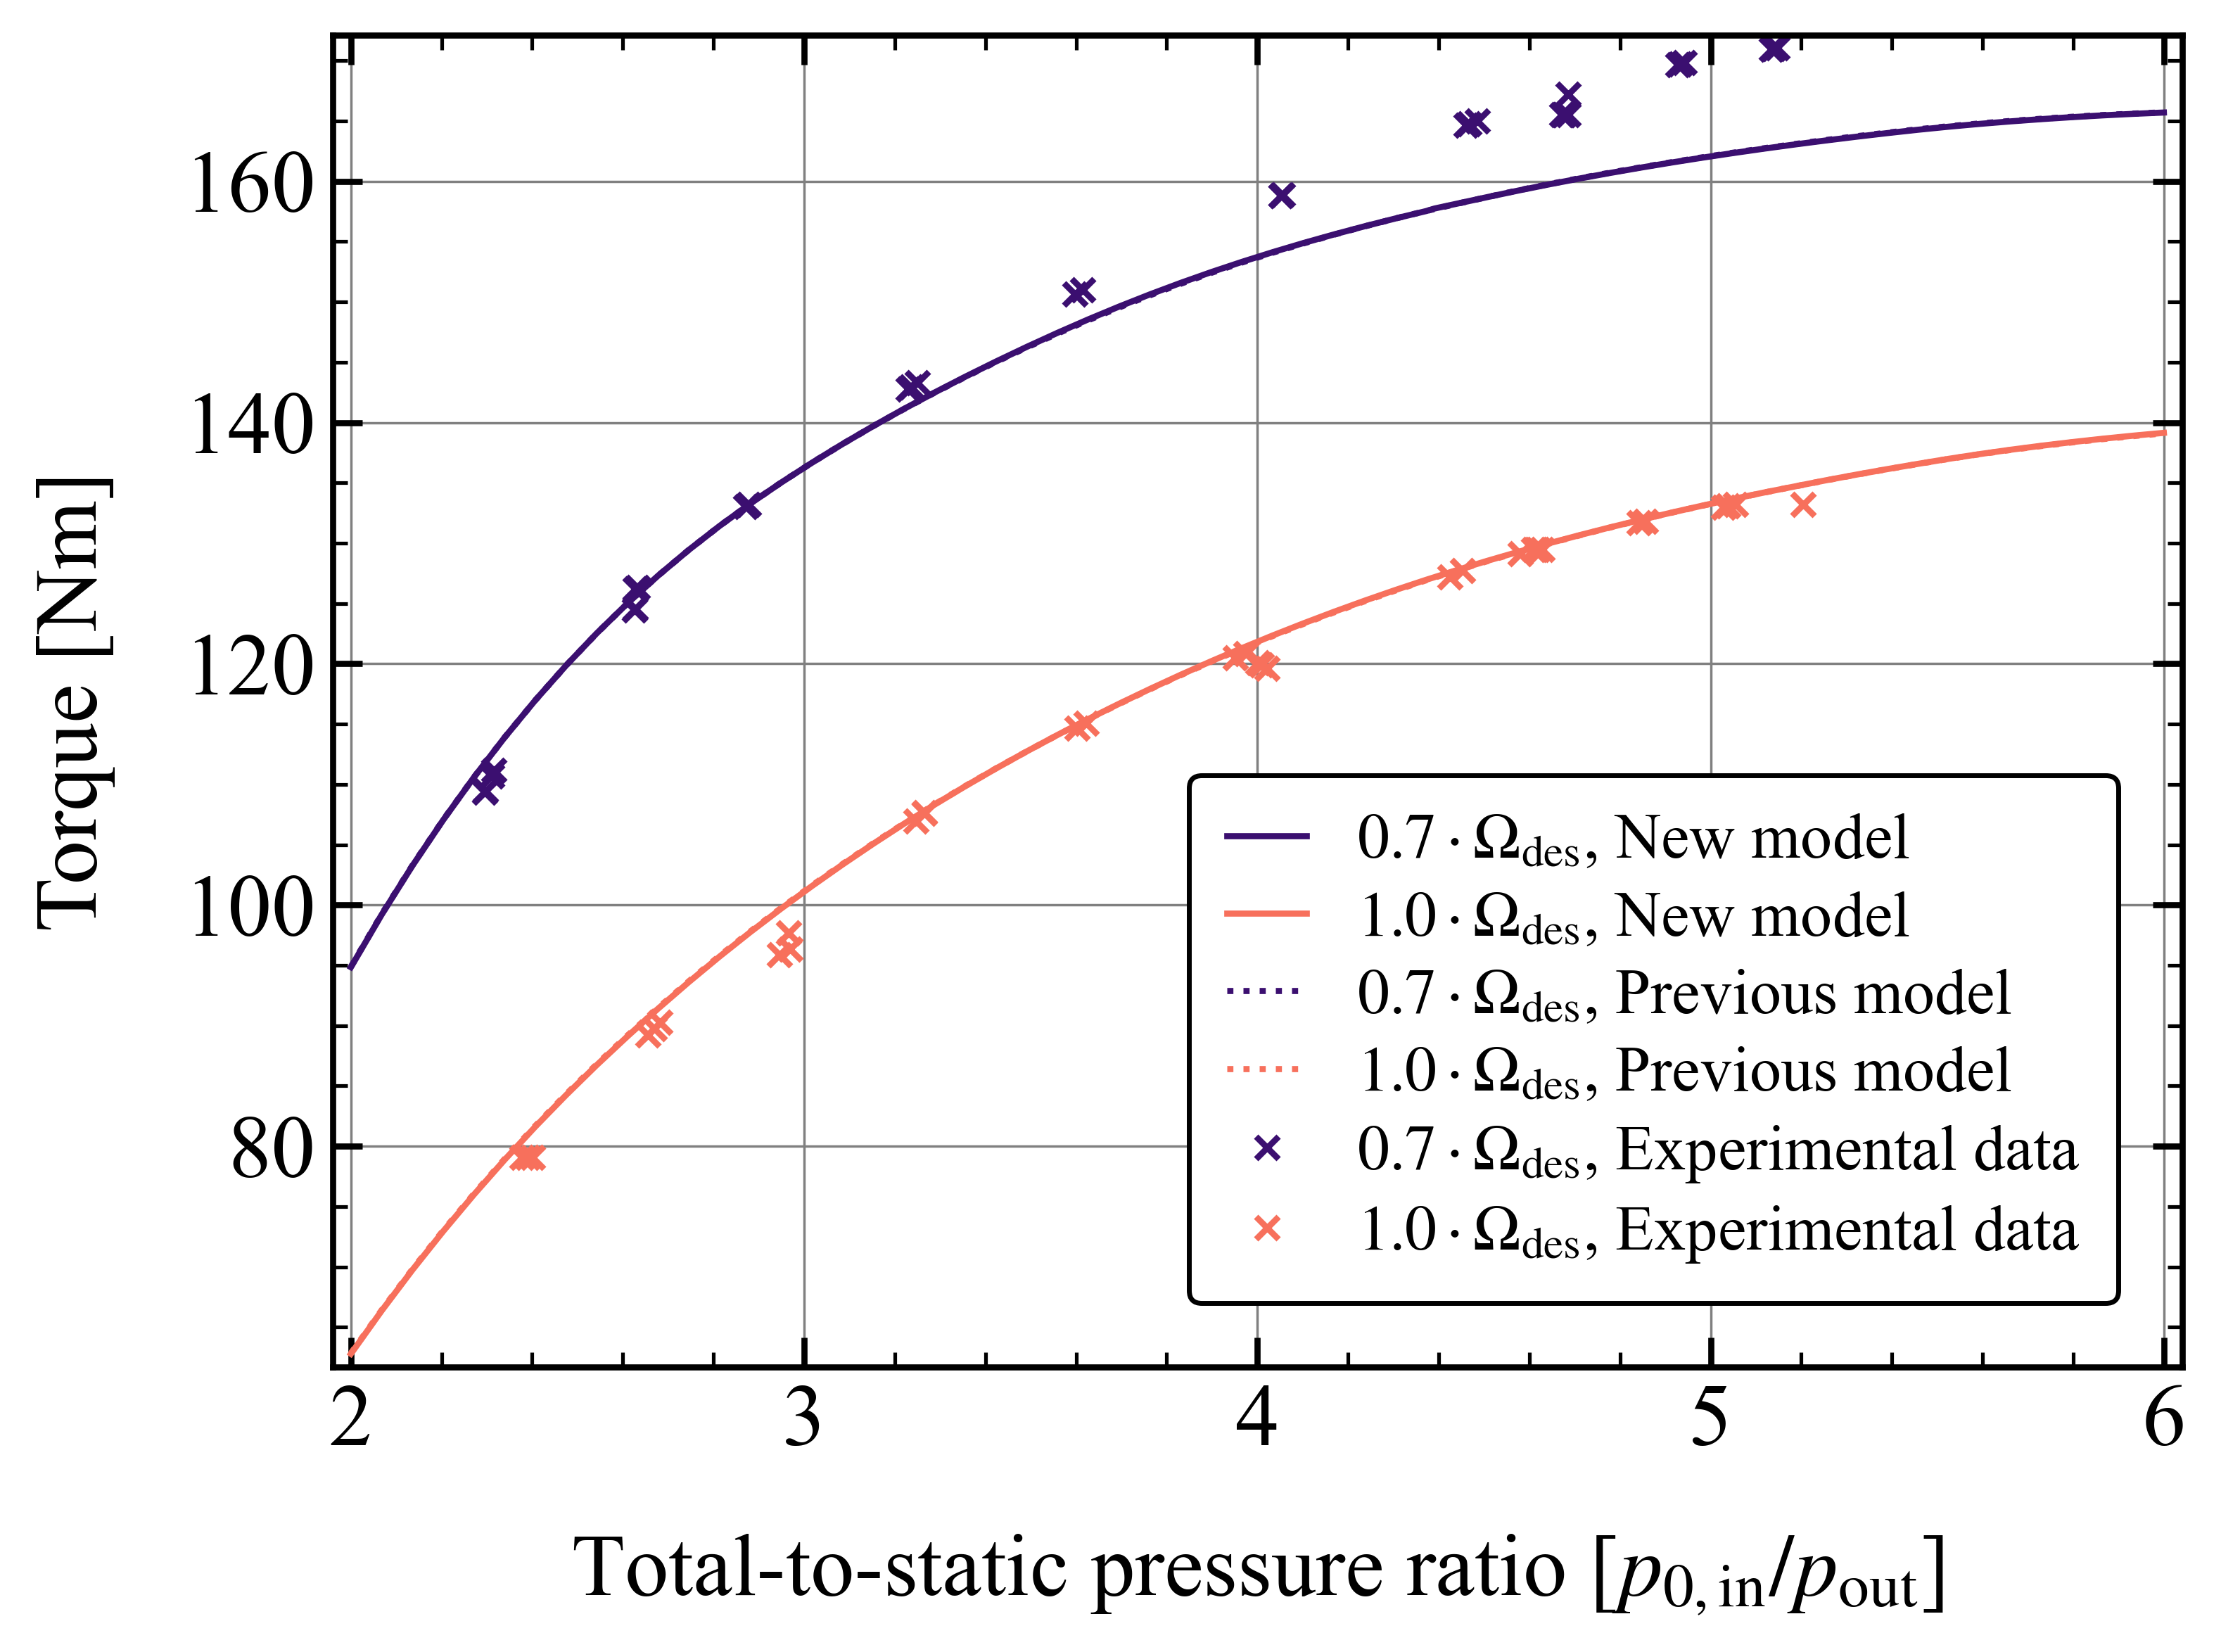 Torque [Nm]
160
140
120
100
80
0.7 · Ω_des, New model
1.0 · Ω_des, New model
0.7 · Ω_des, Previous model
1.0 · Ω_des, Previous model
0.7 · Ω_des, Experimental data
1.0 · Ω_des, Experimental data
2 3 4 5 6
Total-to-static pressure ratio [p_0, in/p_out]